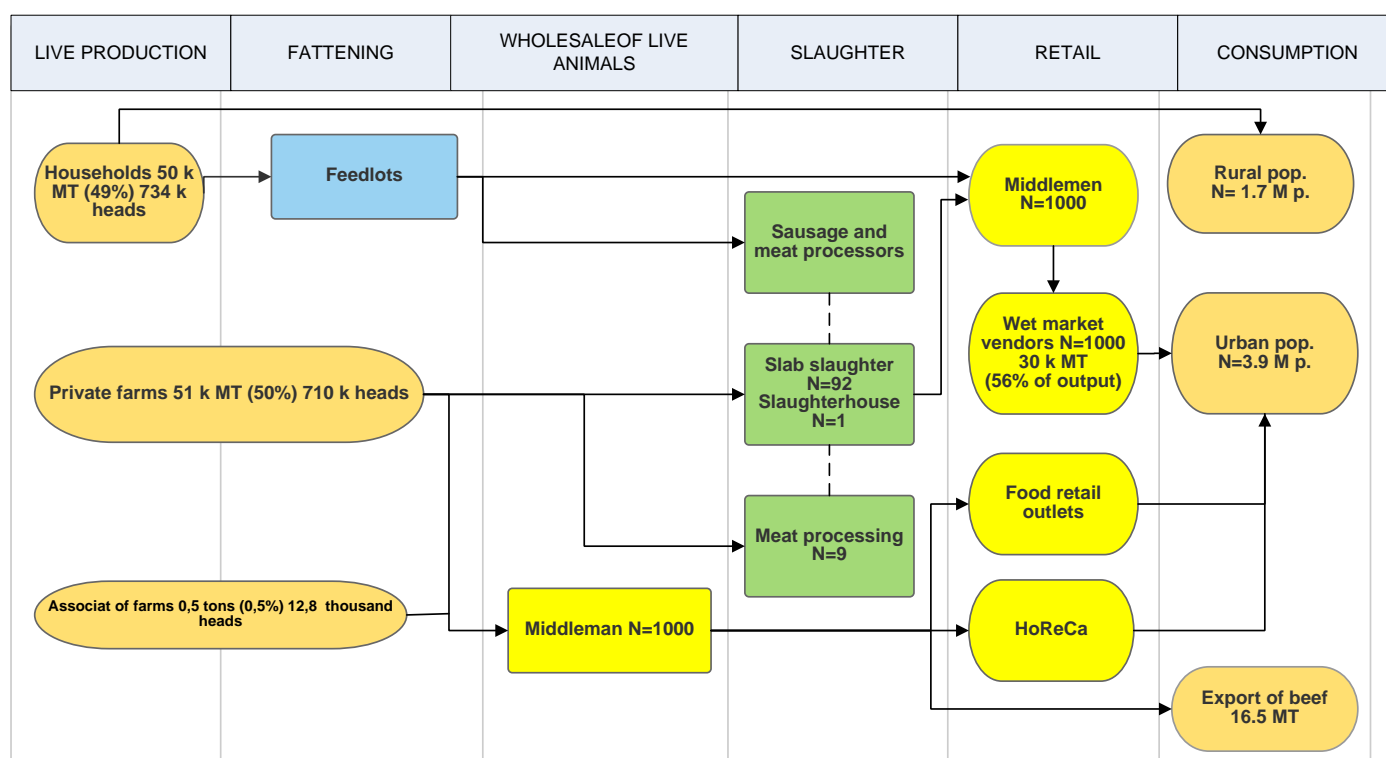 LIVE PRODUCTION
FATTENING
WHOLESALEOF LIVE
ANIMALS
SLAUGHTER
RETAIL
CONSUMPTION
Households 50 k
MT (49%) 734 k
heads
Feedlots
Middlemen
N=1000
Rural pop.
N= 1.7 M p.
Sausage and
meat processors
Wet market
vendors N=1000
30 k MT
(56% of output)
Urban pop.
N=3.9 M p.
Private farms 51 k MT (50%) 710 k heads
Slab slaughter
N=92
Slaughterhouse
N=1
Food retail
outlets
Meat processing
N=9
Associat of farms 0,5 tons (0,5%) 12,8 thousand
heads
Middleman N=1000
HoReCa
Export of beef
16.5 MT